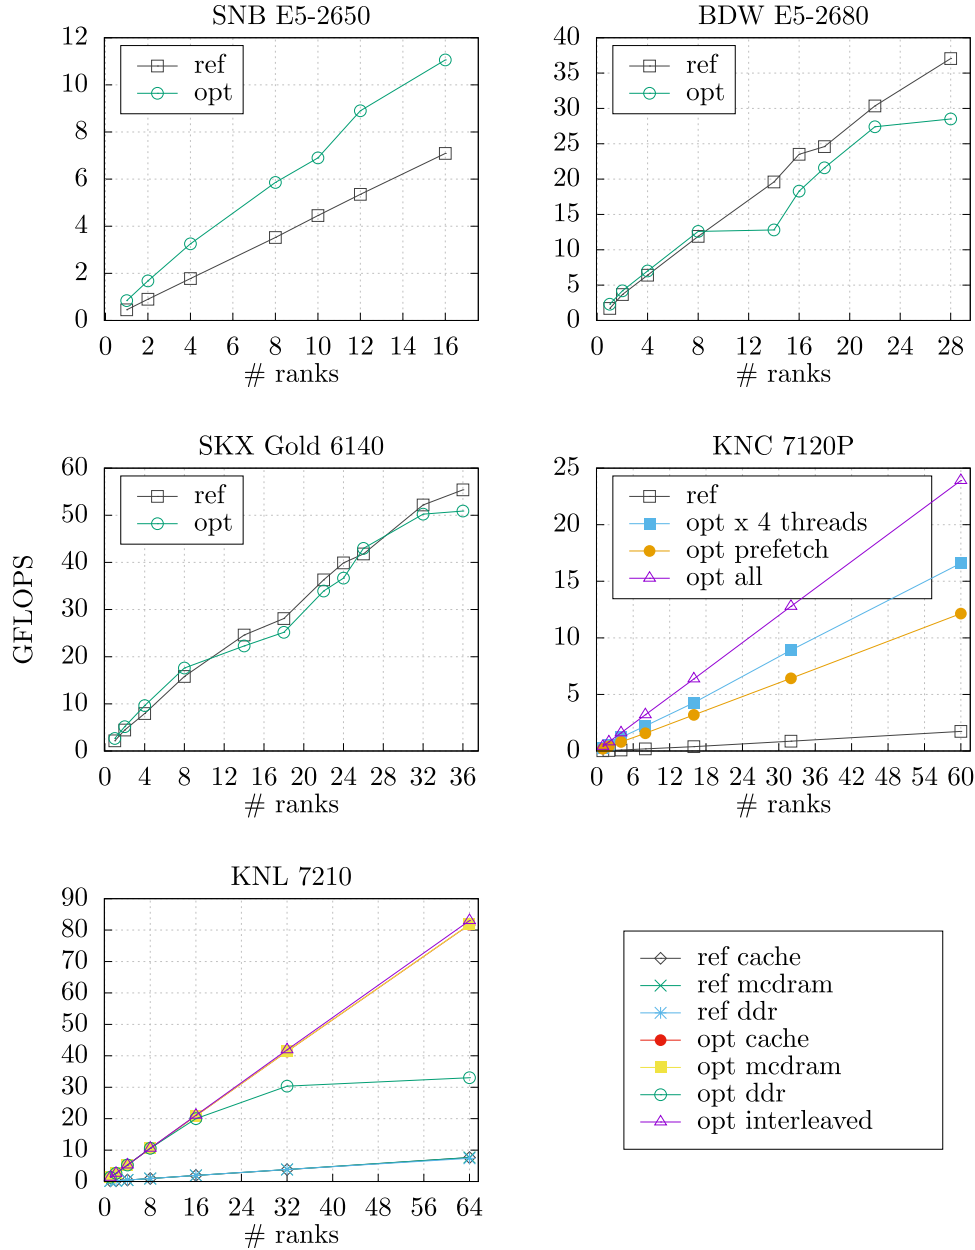 SNB E5-2650
12
10
8
6
4
2
0
ref
opt
0 2 4 6 8 10 12 14 16
# ranks
BDW E5-2680
40
35
30
25
20
15
10
5
0
ref
opt
0 4 8 12 16 20 24 28
# ranks
SKX Gold 6140
GFLOPS
60
50
40
30
20
10
0
ref
opt
0 4 8 12 16 20 24 28 32 36
# ranks
KNC 7120P
25
20
15
10
5
0
ref
opt x 4 threads
opt prefetch
opt all
0 6 12 18 24 30 36 42 48 54 60
# ranks
KNL 7210
90
80
70
60
50
40
30
20
10
0
0 8 16 24 32 40 48 56 64
# ranks
ref cache
ref mcdram
ref ddr
opt cache
opt mcdram
opt ddr
opt interleaved